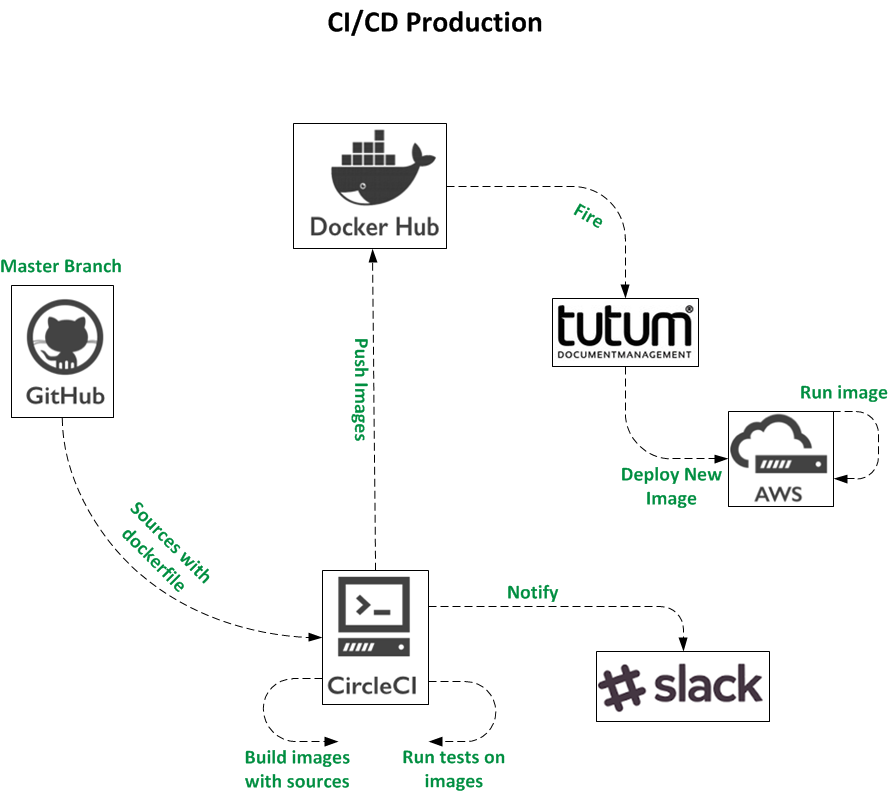 CI/CD Production
Docker Hub
Fire
Master Branch
GitHub
tutum®
DOCUMENTMANAGEMENT
Push Images
Run image
Deploy New
Image
AWS
Sources with
dockerfile
Notify
CircleCI
slack
Build images
with sources
Run tests on
images